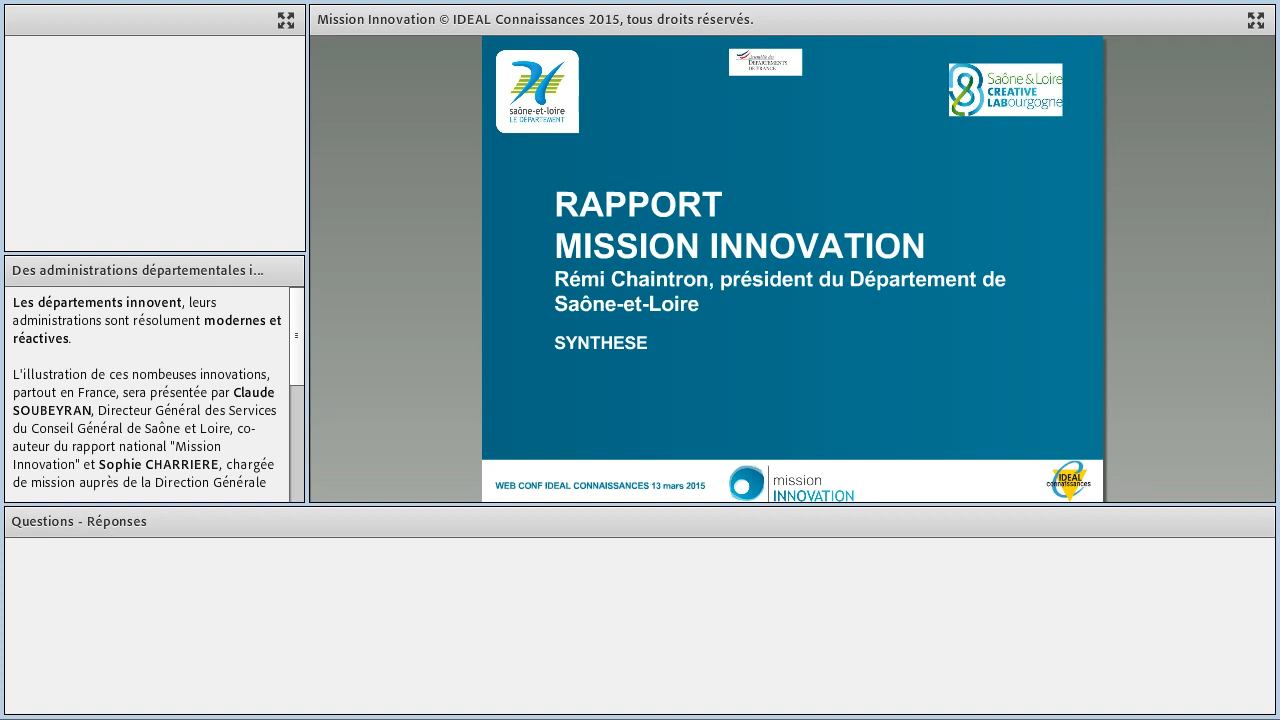 Mission Innovation © IDEAL Connaissances 2015, tous droits réservés.
saône-et-loire
LE DÉPARTEMENT
Assemblée des
DÉPARTEMENTS
DE FRANCE
Saône & Loire
CREATIVE
LABourgogne
RAPPORT
MISSION INNOVATION
Rémi Chaintron, président du Département de
Saône-et-Loire
SYNTHESE
WEB CONF IDEAL CONNAISSANCES 13 mars 2015
mission
INNOVATION
IDEAL
connaissances
Des administrations départementales i...
Les départements innovent, leurs
administrations sont résolument modernes et
réactives.
L'illustration de ces nombeuses innovations,
partout en France, sera présentée par Claude
SOUBEYRAN, Directeur Général des Services
du Conseil Général de Saône et Loire, co-
auteur du rapport national "Mission
Innovation" et Sophie CHARRIERE, chargée
de mission auprès de la Direction Générale
Questions - Réponses